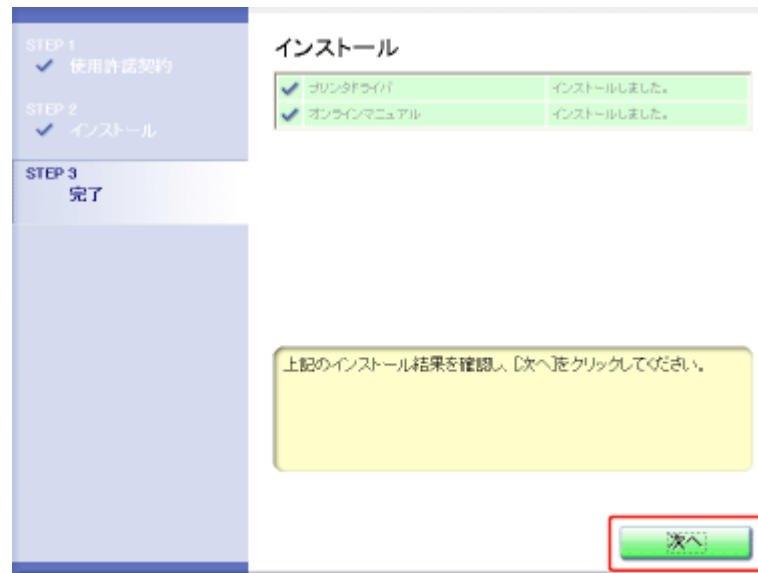 STEP 1
使用許諾契約
STEP 2
インストール
STEP 3
完了
インストール
プリンタドライバ インストールしました。
オンラインマニュアル インストールしました。
上記のインストール結果を確認し、[次へ]をクリックしてください。
次へ